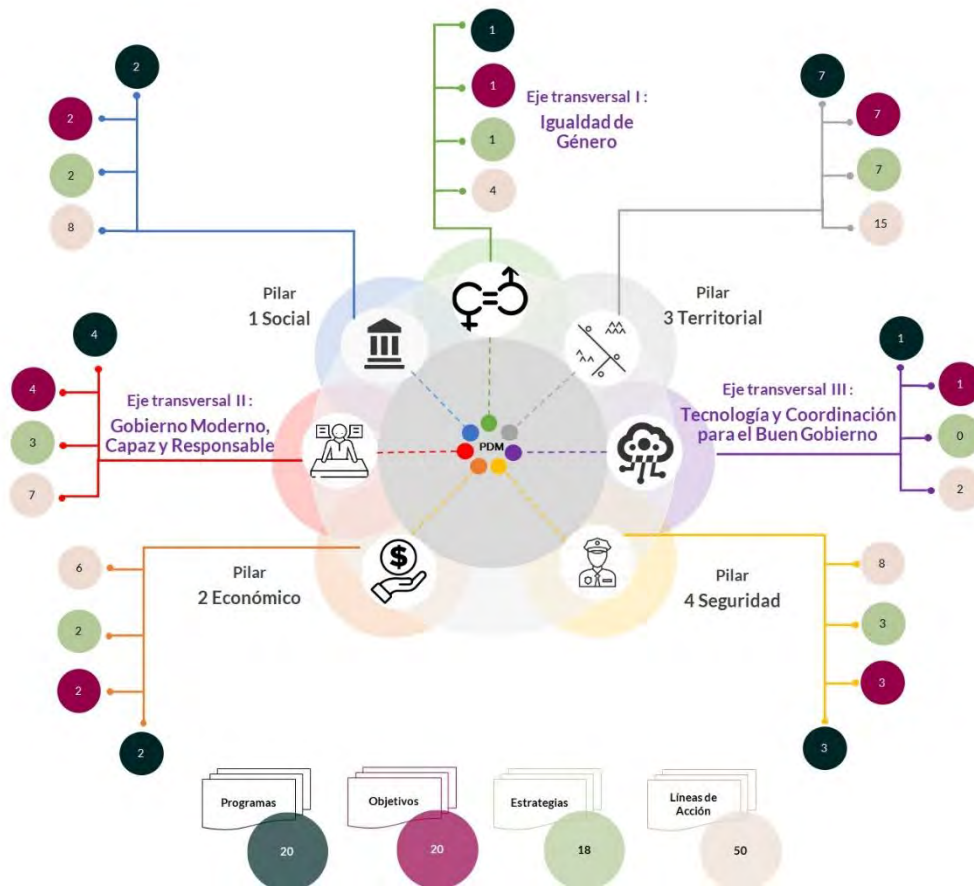 1
1
1
4
Eje transversal I :
Igualdad de
Género
2
2
2
8
7
7
7
15
Pilar
1 Social
Pilar
3 Territorial
4
4
3
7
Eje transversal II :
Gobierno Moderno,
Capaz y Responsable
1
1
0
2
Eje transversal III :
Tecnología y Coordinación
para el Buen Gobierno
PDM
6
2
2
2
Pilar
2 Económico
Pilar
4 Seguridad
8
3
3
3
Programas
20
Objetivos
20
Estrategias
18
Líneas de
Acción
50